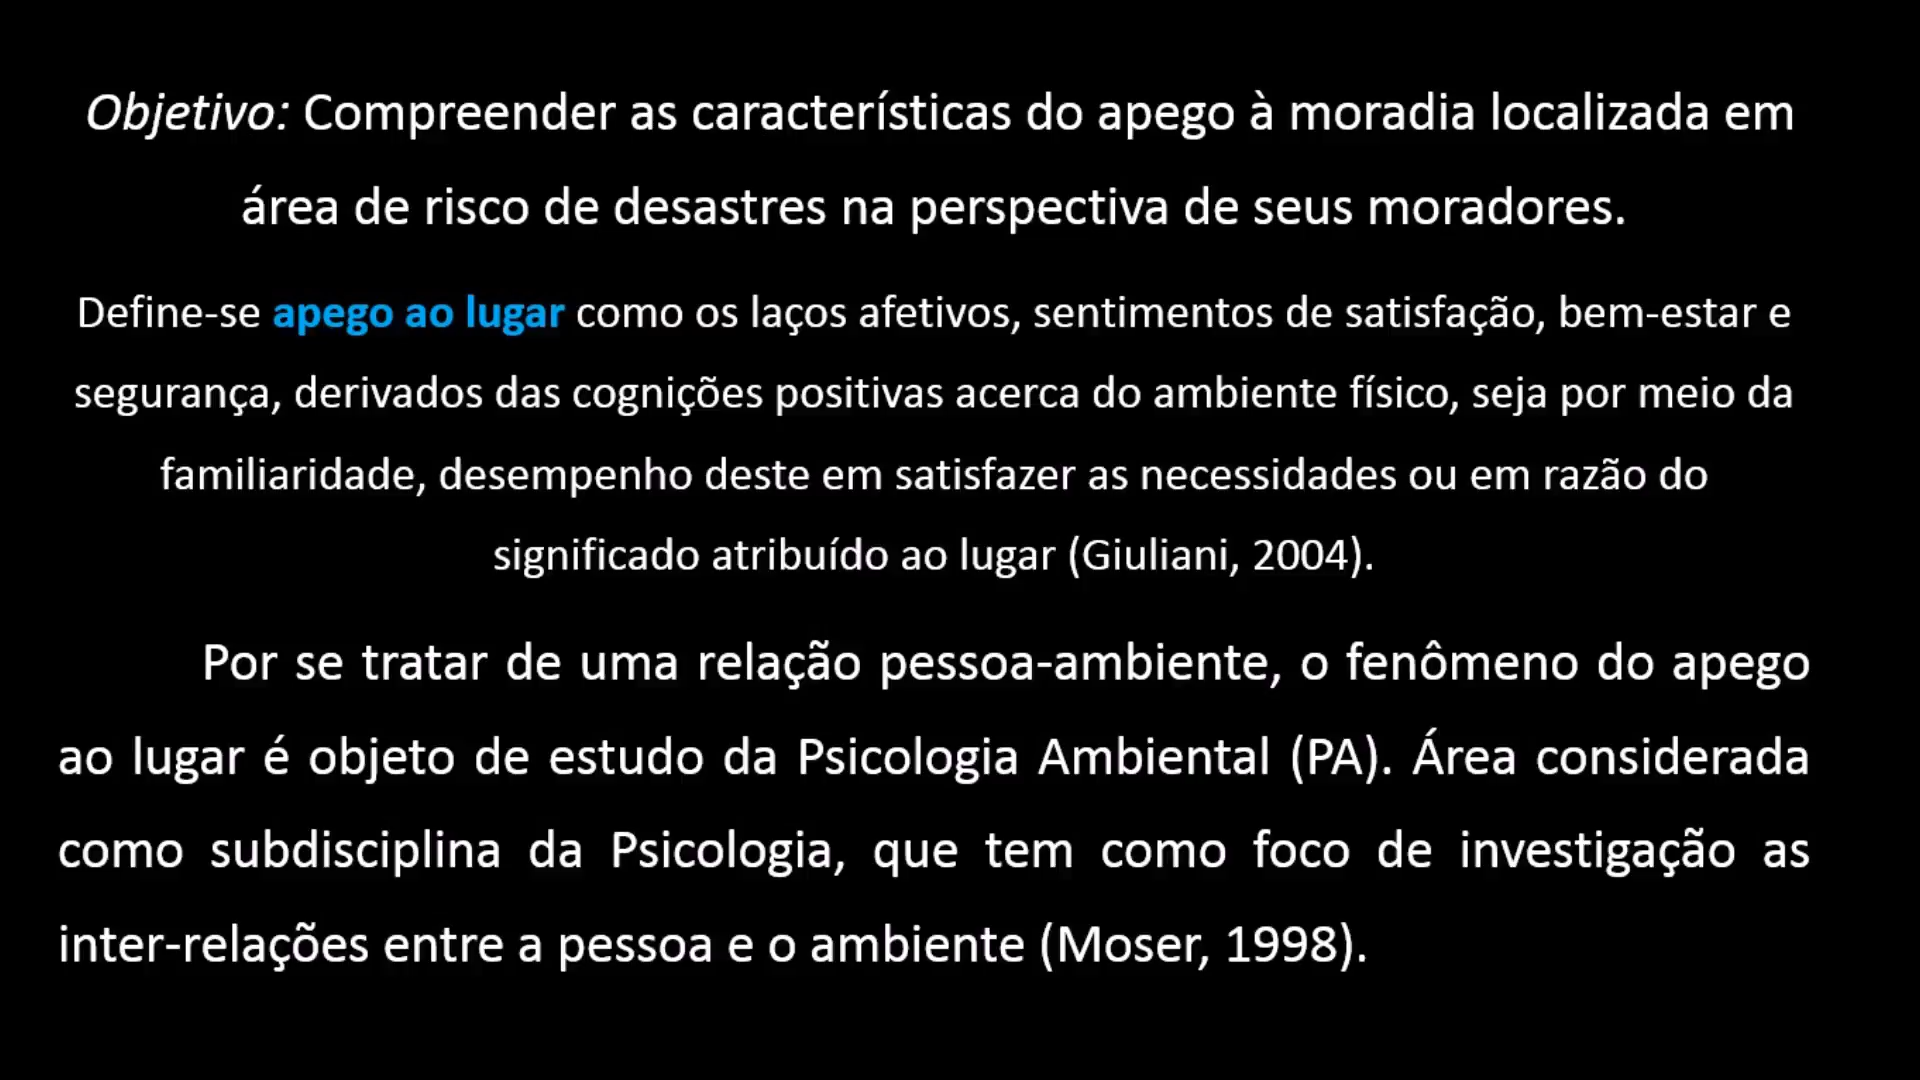 Objetivo: Compreender as características do apego à moradia localizada em
área de risco de desastres na perspectiva de seus moradores.
Define-se apego ao lugar como os laços afetivos, sentimentos de satisfação, bem-estar e
segurança, derivados das cognições positivas acerca do ambiente físico, seja por meio da
familiaridade, desempenho deste em satisfazer as necessidades ou em razão do
significado atribuído ao lugar (Giuliani, 2004).
Por se tratar de uma relação pessoa-ambiente, o fenômeno do apego
ao lugar é objeto de estudo da Psicologia Ambiental (PA). Área considerada
como subdisciplina da Psicologia, que tem como foco de investigação as
inter-relações entre a pessoa e o ambiente (Moser, 1998).